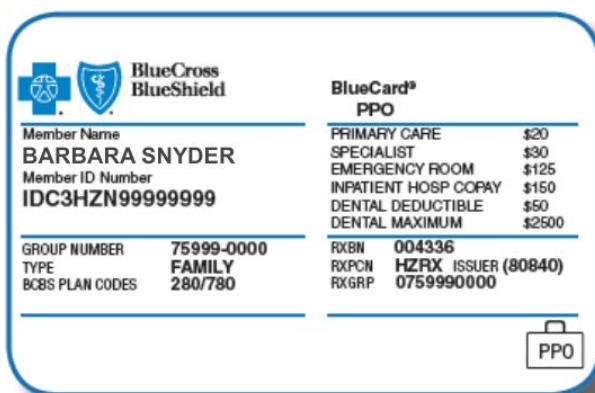 BlueCross
BlueShield
Member Name
BARBARA SNYDER
Member ID Number
IDC3HZN99999999
GROUP NUMBER 75999-0000
TYPE FAMILY
BCBS PLAN CODES 280/780
BlueCard®
PPO
PRIMARY CARE $20
SPECIALIST $30
EMERGENCY ROOM $125
INPATIENT HOSP COPAY $150
DENTAL DEDUCTIBLE $50
DENTAL MAXIMUM $2500
RXBN 004336
RXPCN HZRX ISSUER (80840)
RXGRP 0759990000
PPO